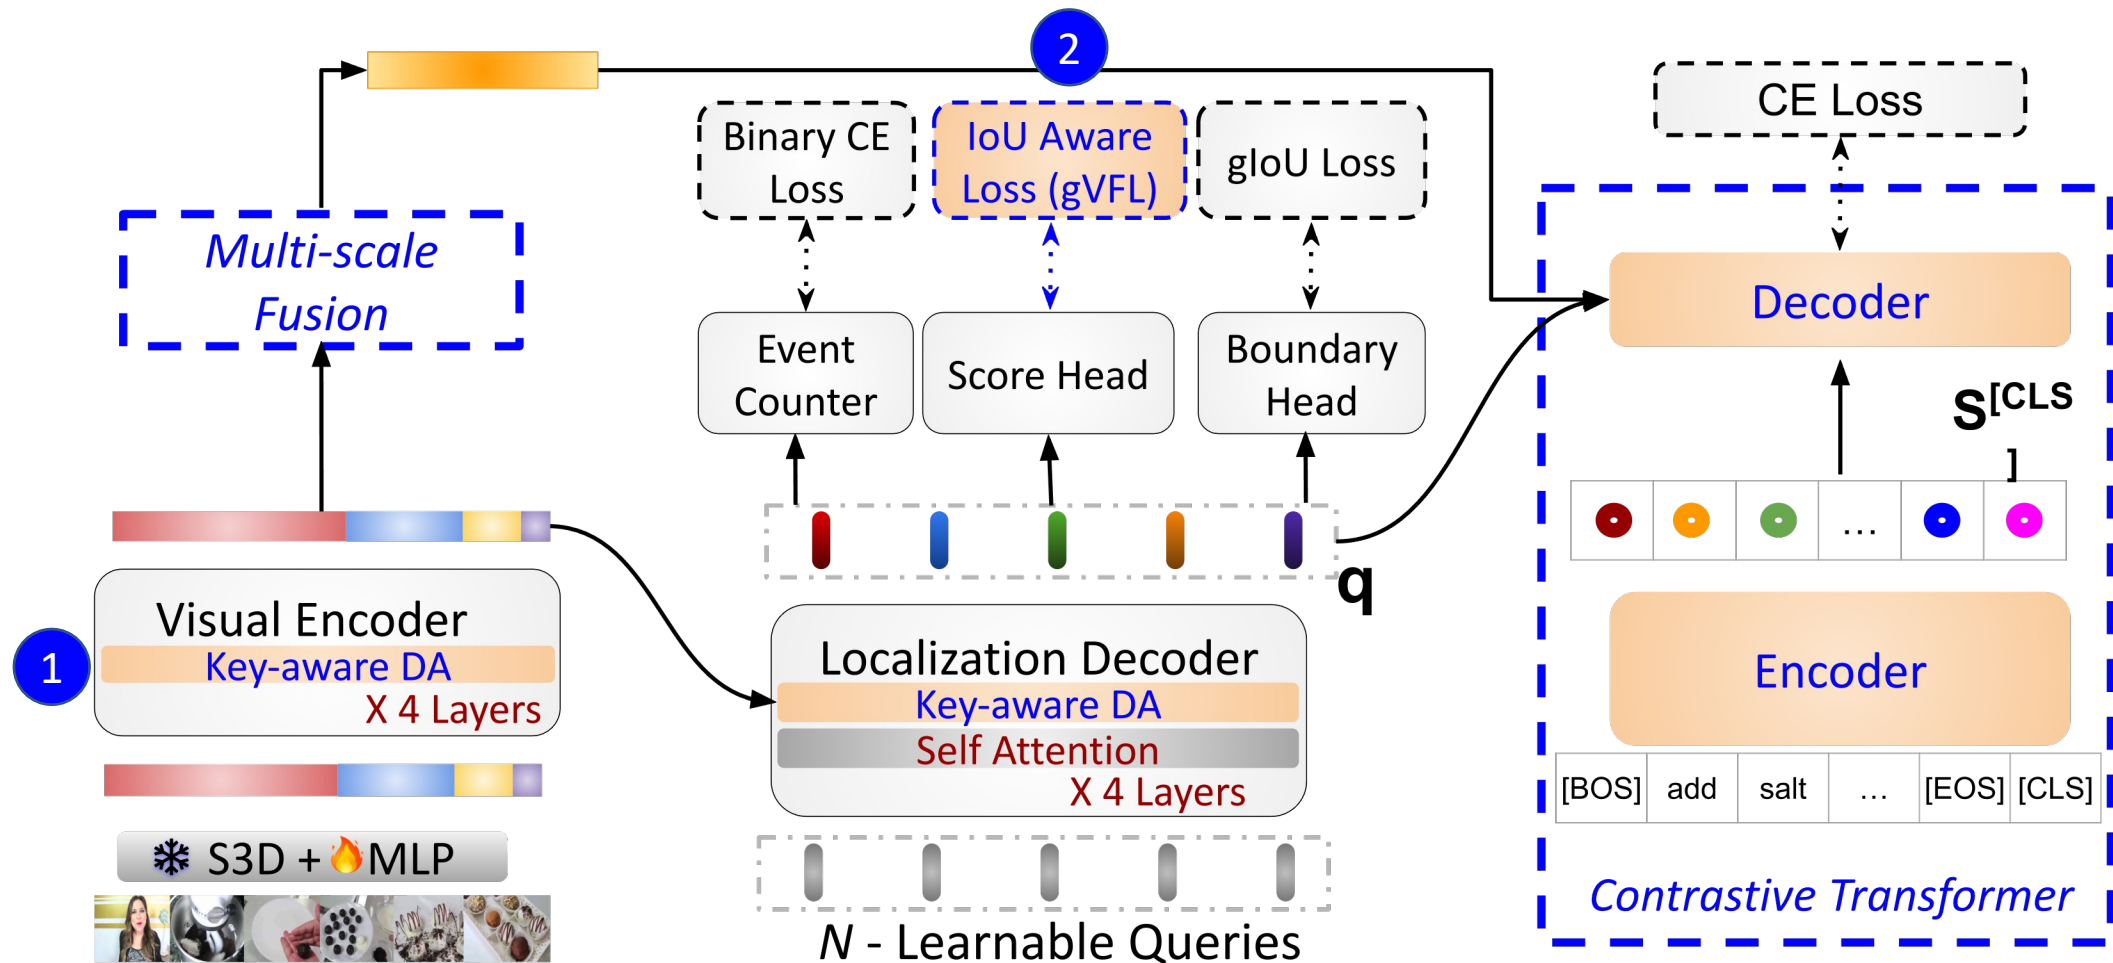 2
Binary CE
Loss
IoU Aware
Loss (gVFL)
gIoU Loss
CE Loss
Multi-scale
Fusion
Event
Counter
Score Head
Boundary
Head
Decoder
S[CLS
]
q
1
Visual Encoder
Key-aware DA
X 4 Layers
Localization Decoder
Key-aware DA
Self Attention
X 4 Layers
...
Encoder
[BOS] add salt ... [EOS] [CLS]
Contrastive Transformer
S3D + MLP
N - Learnable Queries